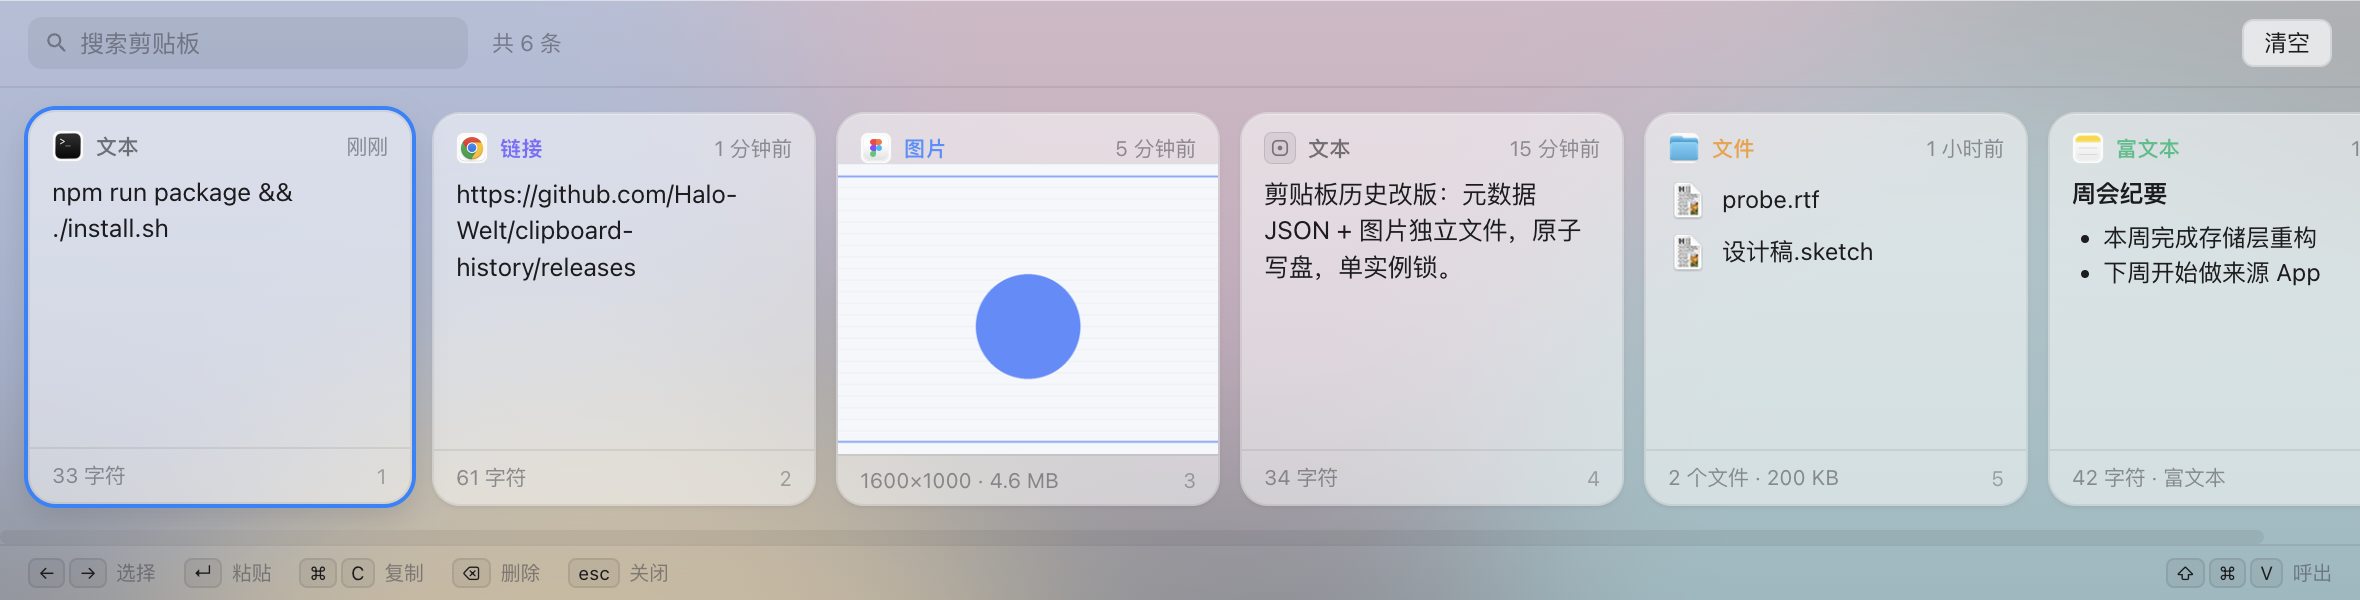 搜索剪贴板
共 6 条
清空
文本
刚刚
npm run package &&
./install.sh
33 字符
1
链接
1 分钟前
https://github.com/Halo-
Welt/clipboard-
history/releases
61 字符
2
图片
5 分钟前
1600×1000 · 4.6 MB
3
文本
15 分钟前
剪贴板历史改版：元数据
JSON + 图片独立文件，原子
写盘，单实例锁。
34 字符
4
文件
1 小时前
probe.rtf
设计稿.sketch
2 个文件 · 200 KB
5
富文本
1
周会纪要
• 本周完成存储层重构
• 下周开始做来源 App
42 字符 · 富文本
← → 选择
↵ 粘贴
⌘ C 复制
⌫ 删除
esc 关闭
⇧ ⌘ V 呼出